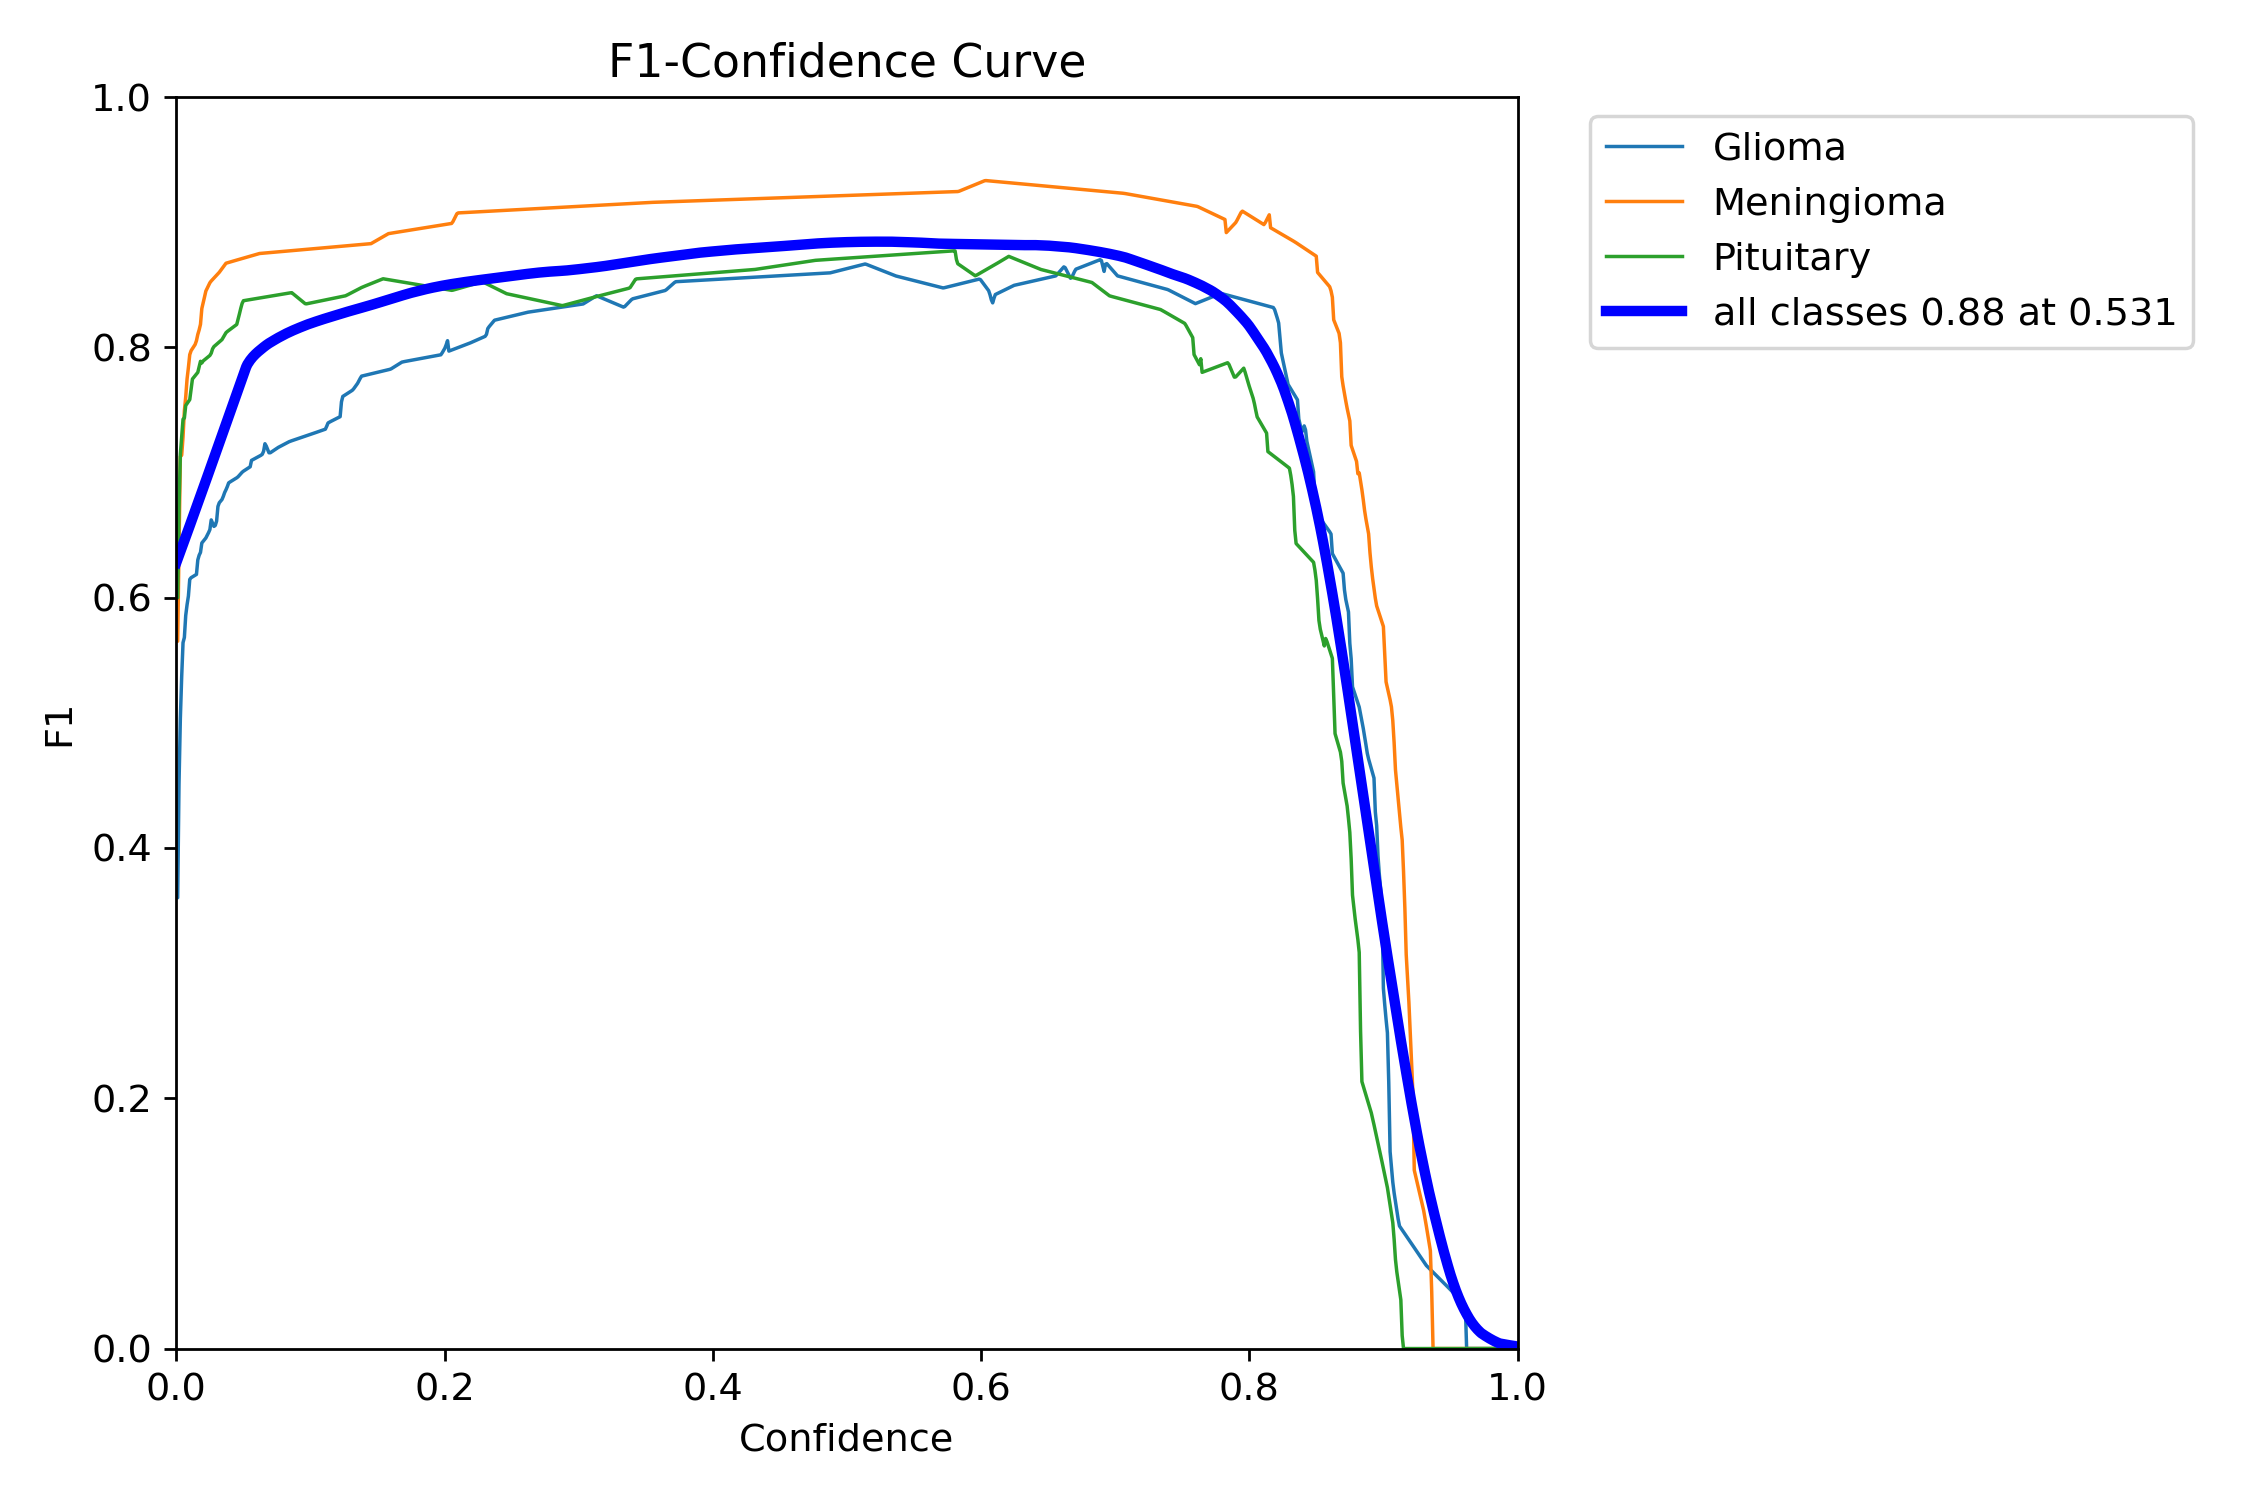 F1-Confidence Curve
1.0
0.8
0.6
0.4
0.2
0.0
F1
0.0 0.2 0.4 0.6 0.8 1.0
Confidence
Glioma
Meningioma
Pituitary
all classes 0.88 at 0.531